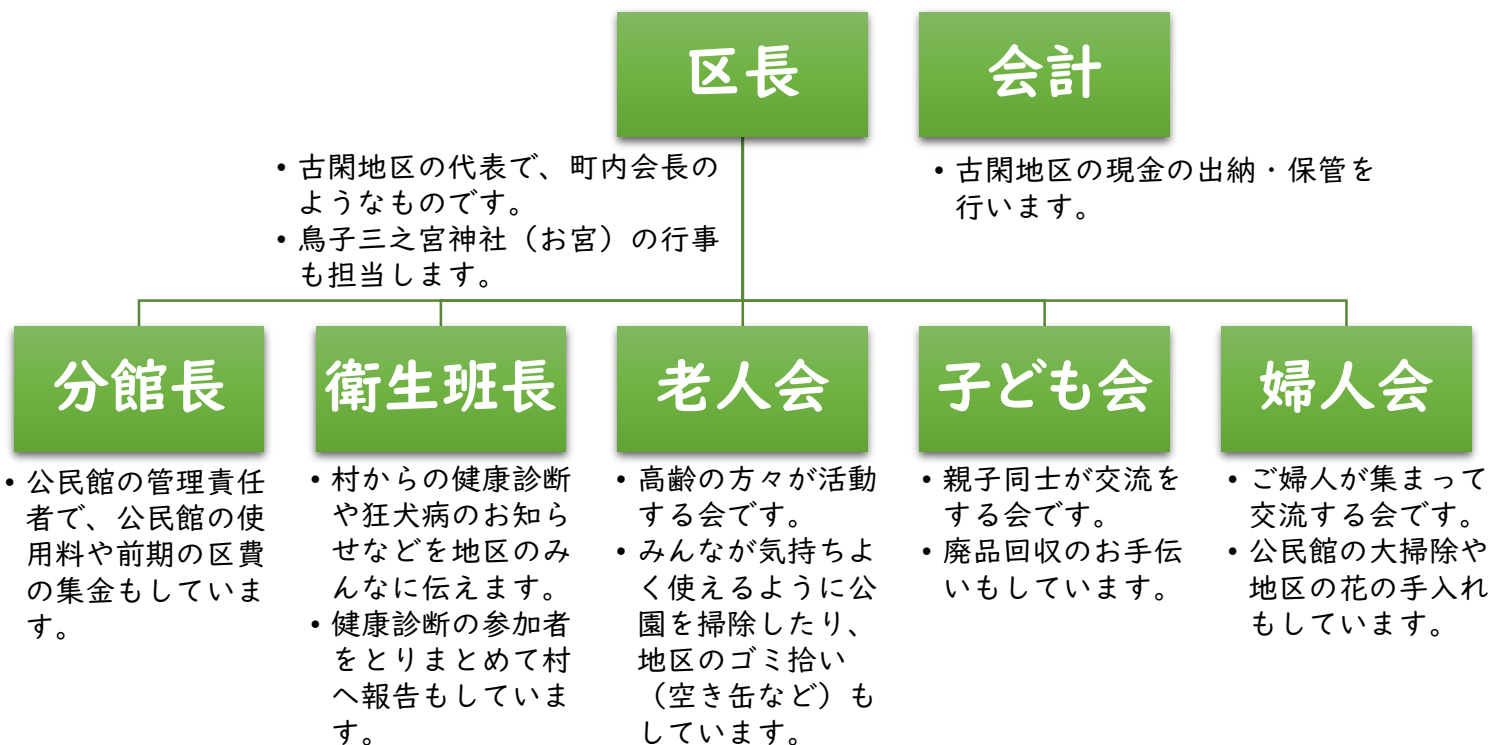 区長
会計
• 古閑地区の代表で、町内会長の
ようなものです。
• 鳥子三之宮神社（お宮）の行事
も担当します。
• 古閑地区の現金の出納・保管を
行います。
分館長
衛生班長
老人会
子ども会
婦人会
• 公民館の管理責任
者で、公民館の使
用料や前期の区費
の集金もしていま
す。
• 村からの健康診断
や狂犬病のお知ら
せなどを地区のみ
んなに伝えます。
• 健康診断の参加者
をとりまとめて村
へ報告もしていま
す。
• 高齢の方々が活動
する会です。
• みんなが気持ちよ
く使えるように公
園を掃除したり、
地区のゴミ拾い
（空き缶など）も
しています。
• 親子同士が交流を
する会です。
• 廃品回収のお手伝
いもしています。
• ご婦人が集まって
交流する会です。
• 公民館の大掃除や
地区の花の手入れ
もしています。